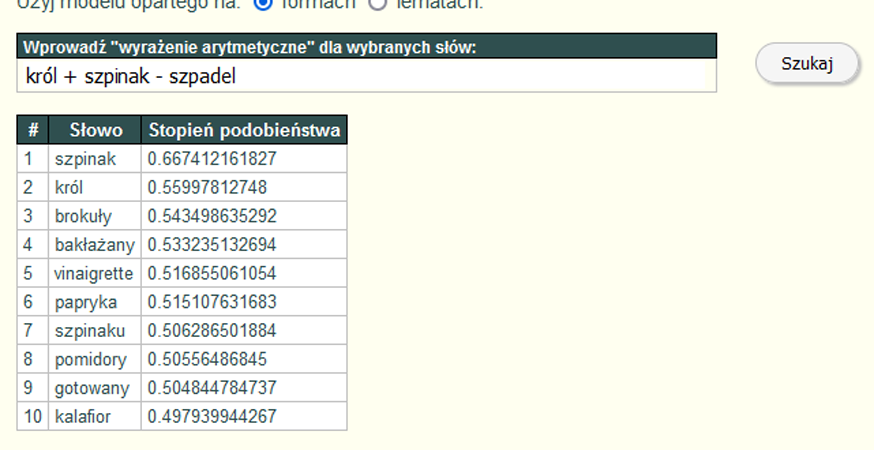 Użyj modelu opartego na: formach lematach.
Wprowadź "wyrażenie arytmetyczne" dla wybranych słów:
król + szpinak - szpadel
Szukaj
# Słowo Stopień podobieństwa
1 szpinak 0.667412161827
2 król 0.55997812748
3 brokuły 0.543498635292
4 bakłażany 0.533235132694
5 vinaigrette 0.516855061054
6 papryka 0.515107631683
7 szpinaku 0.506286501884
8 pomidory 0.50556486845
9 gotowany 0.504844784737
10 kalafior 0.497939944267